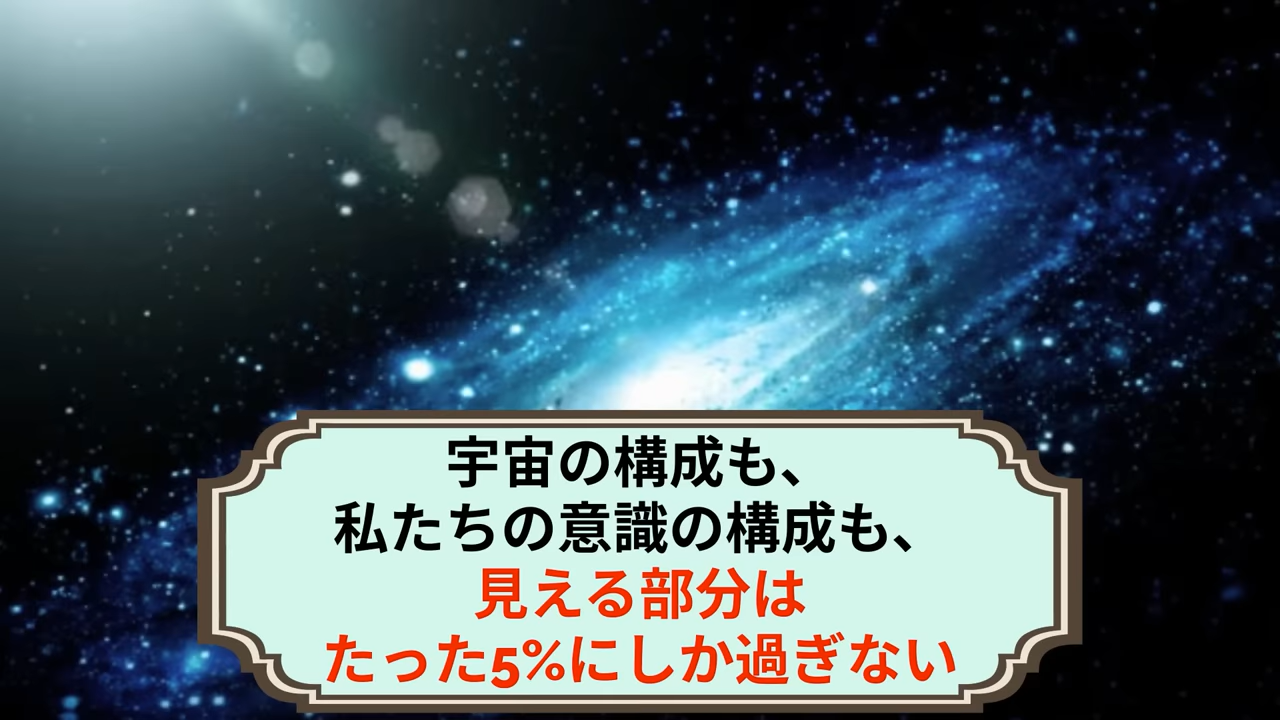 宇宙の構成も、
私たちの意識の構成も、
見える部分は
たった5%にしか過ぎない